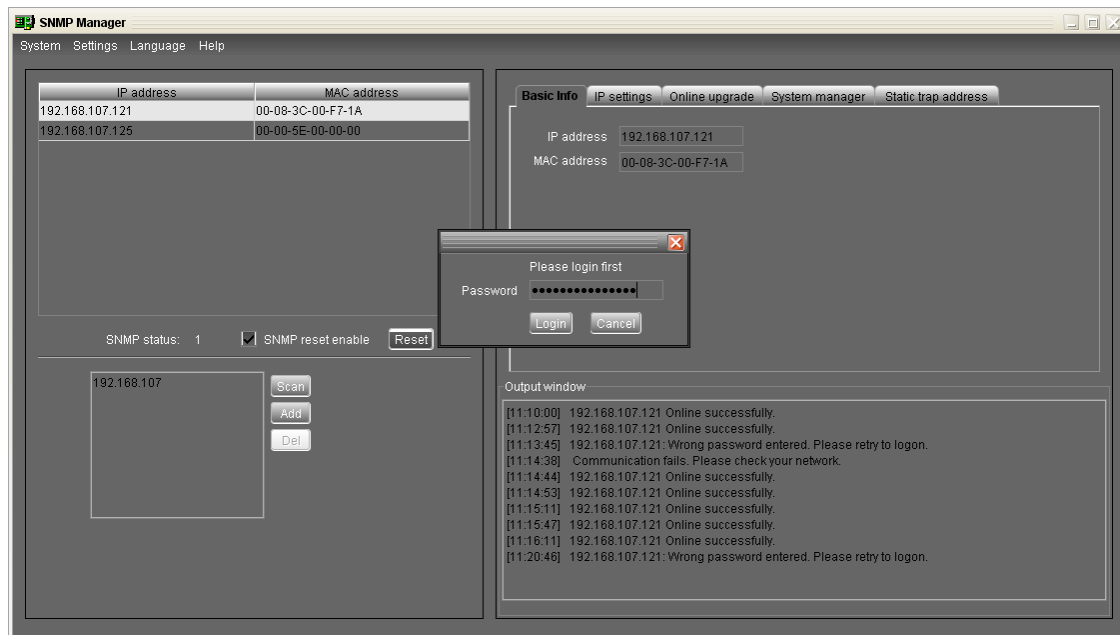 SNMP Manager
System Settings Language Help
IP address MAC address
192.168.107.121 00-08-3C-00-F7-1A
192.168.107.125 00-00-5E-00-00-00
SNMP status: 1 SNMP reset enable Reset
192.168.107
Scan
Add
Del
Basic Info IP settings Online upgrade System manager Static trap address
IP address 192.168.107.121
MAC address 00-08-3C-00-F7-1A
Please login first
Password ●●●●●●●●●●●●●●●
Login Cancel
Output window
[11:10:00] 192.168.107.121 Online successfully.
[11:12:57] 192.168.107.121 Online successfully.
[11:13:45] 192.168.107.121: Wrong password entered. Please retry to logon.
[11:14:38] Communication fails. Please check your network.
[11:14:44] 192.168.107.121 Online successfully.
[11:14:53] 192.168.107.121 Online successfully.
[11:15:11] 192.168.107.121 Online successfully.
[11:15:47] 192.168.107.121 Online successfully.
[11:16:11] 192.168.107.121 Online successfully.
[11:20:46] 192.168.107.121: Wrong password entered. Please retry to logon.